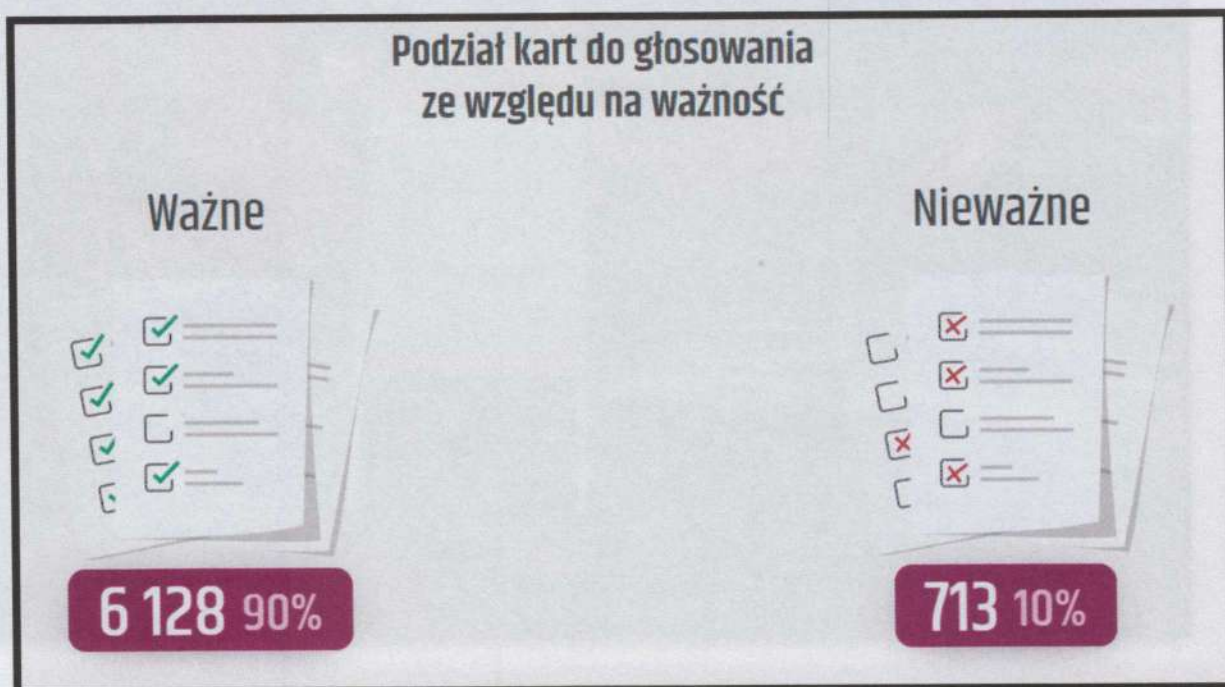 Podział kart do głosowania
ze względu na ważność
Ważne
Nieważne
6 128 90%
713 10%